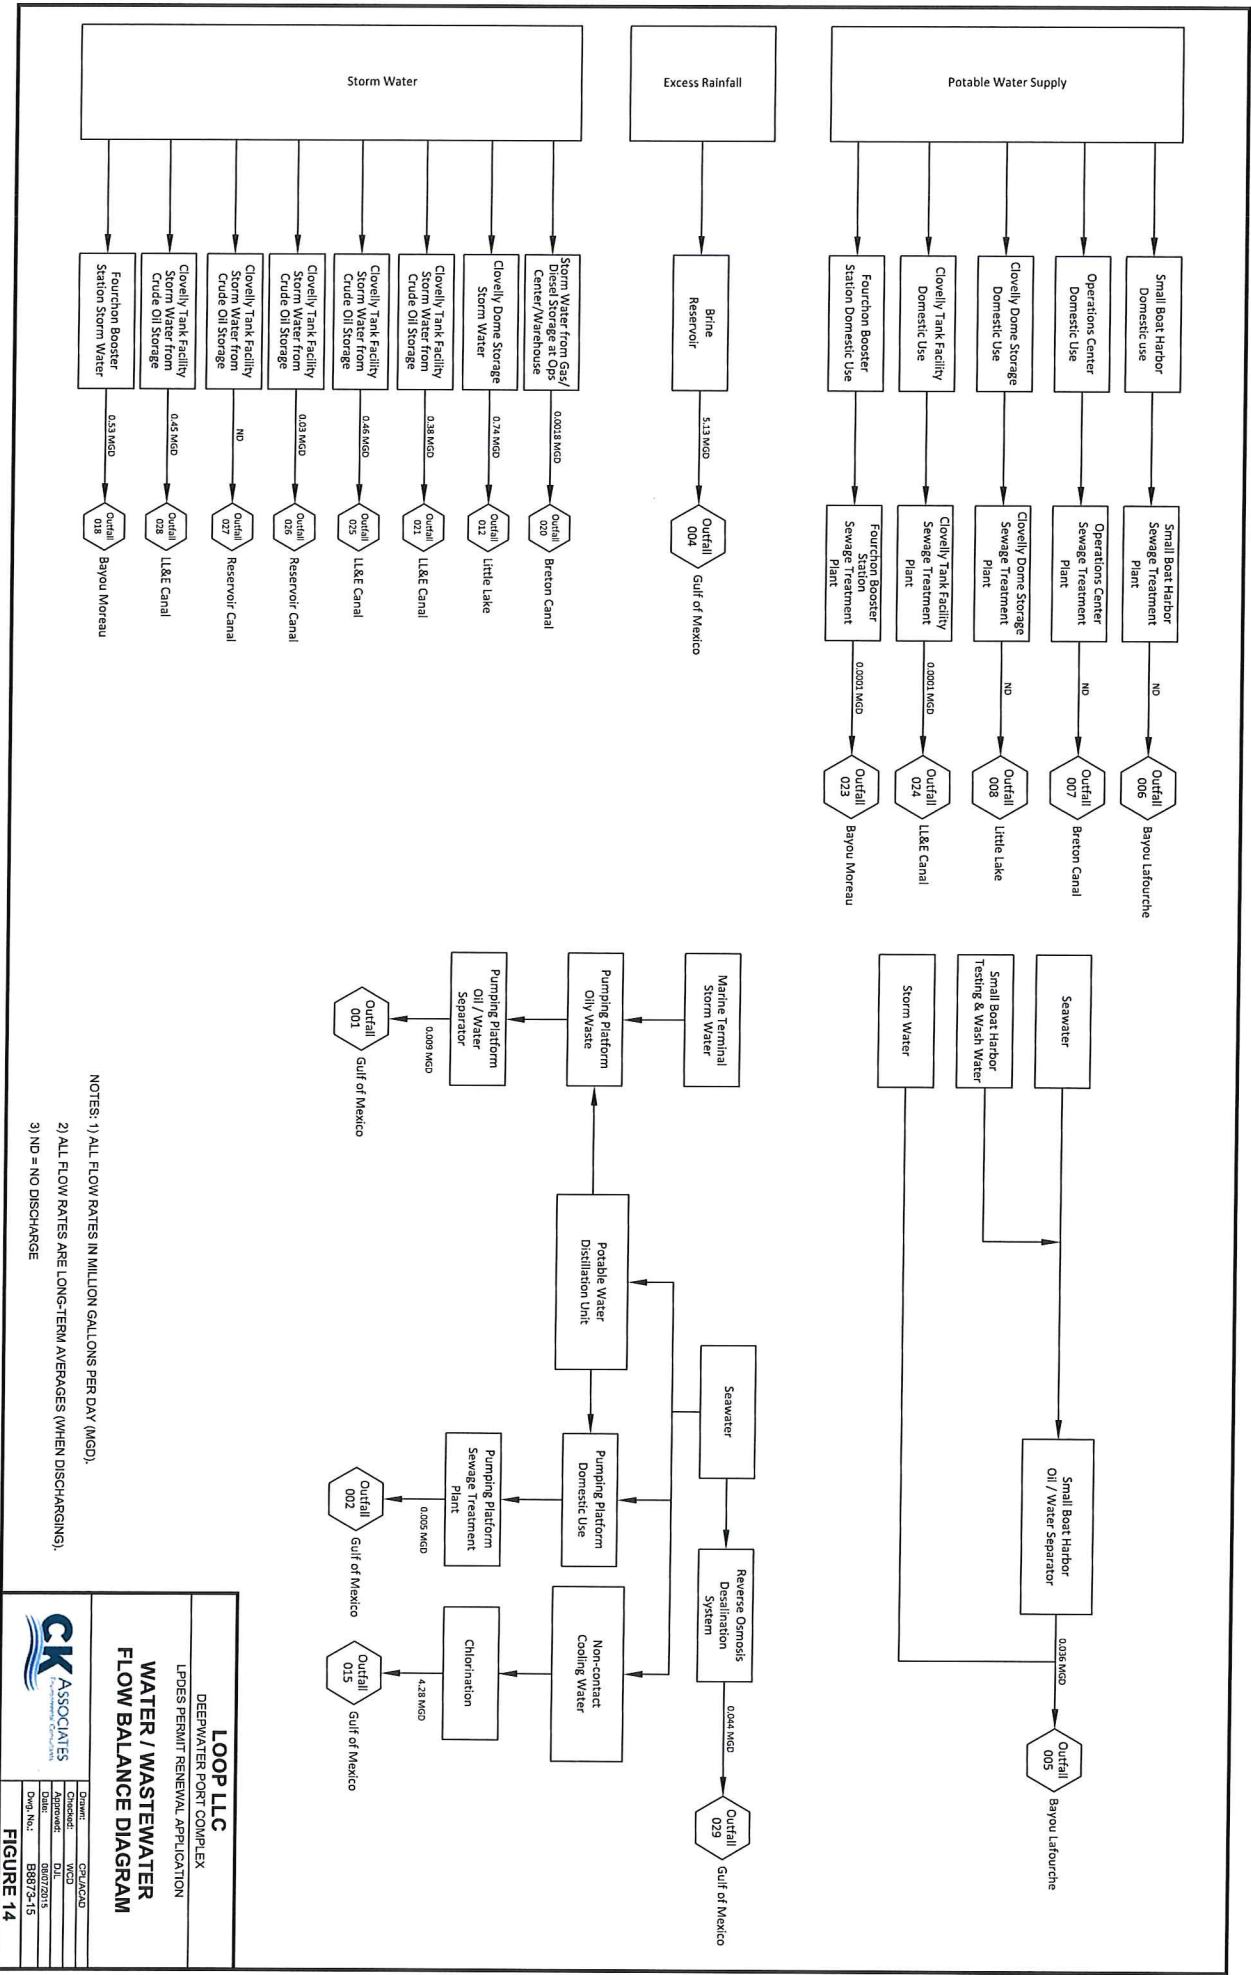 Potable Water Supply
Small Boat Harbor
Domestic use
Small Boat Harbor
Sewage Treatment
Plant
ND
Outfall
006
Bayou Lafourche
Operations Center
Domestic Use
Operations Center
Sewage Treatment
Plant
ND
Outfall
007
Breton Canal
Clovelly Dome Storage
Domestic Use
Clovelly Dome Storage
Sewage Treatment
Plant
ND
Outfall
008
Little Lake
Clovelly Tank Facility
Domestic Use
Clovelly Tank Facility
Sewage Treatment
Plant
0.0001 MGD
Outfall
024
LL&E Canal
Fourchon Booster
Station Domestic Use
Fourchon Booster
Station
Sewage Treatment
Plant
0.0001 MGD
Outfall
023
Bayou Moreau
Excess Rainfall
Brine
Reservoir
5.13 MGD
Outfall
004
Gulf of Mexico
Storm Water
Storm Water from Gas/
Diesel Storage at Ops
Center/Warehouse
0.0018 MGD
Outfall
020
Breton Canal
Clovelly Dome Storage
Storm Water
0.74 MGD
Outfall
012
Little Lake
Clovelly Tank Facility
Storm Water from
Crude Oil Storage
0.38 MGD
Outfall
021
LL&E Canal
Clovelly Tank Facility
Storm Water from
Crude Oil Storage
0.46 MGD
Outfall
025
LL&E Canal
Clovelly Tank Facility
Storm Water from
Crude Oil Storage
0.03 MGD
Outfall
026
Reservoir Canal
Clovelly Tank Facility
Storm Water from
Crude Oil Storage
ND
Outfall
027
Reservoir Canal
Clovelly Tank Facility
Storm Water from
Crude Oil Storage
0.45 MGD
Outfall
028
LL&E Canal
Fourchon Booster
Station Storm Water
0.53 MGD
Outfall
018
Bayou Moreau
Seawater
Small Boat Harbor
Testing & Wash Water
Storm Water
Small Boat Harbor
Oil / Water Separator
0.036 MGD
Outfall
005
Bayou Lafourche
Marine Terminal
Storm Water
Pumping Platform
Oily Waste
Pumping Platform
Oil / Water
Separator
0.009 MGD
Outfall
001
Gulf of Mexico
Potable Water
Distillation Unit
Seawater
Reverse Osmosis
Desalination
System
0.044 MGD
Outfall
029
Gulf of Mexico
Pumping Platform
Domestic Use
Pumping Platform
Sewage Treatment
Plant
0.005 MGD
Outfall
002
Gulf of Mexico
Non-contact
Cooling Water
Chlorination
4.28 MGD
Outfall
015
Gulf of Mexico
NOTES: 1) ALL FLOW RATES IN MILLION GALLONS PER DAY (MGD).
2) ALL FLOW RATES ARE LONG-TERM AVERAGES (WHEN DISCHARGING).
3) ND = NO DISCHARGE
LOOP LLC
DEEPWATER PORT COMPLEX
LPDES PERMIT RENEWAL APPLICATION
WATER / WASTEWATER
FLOW BALANCE DIAGRAM
CK ASSOCIATES
Environmental Consultants
Drawn: CPL/ACAD
Checked: WCD
Approved: DJL
Date: 08/07/2015
Dwg. No.: B8873-15
FIGURE 14